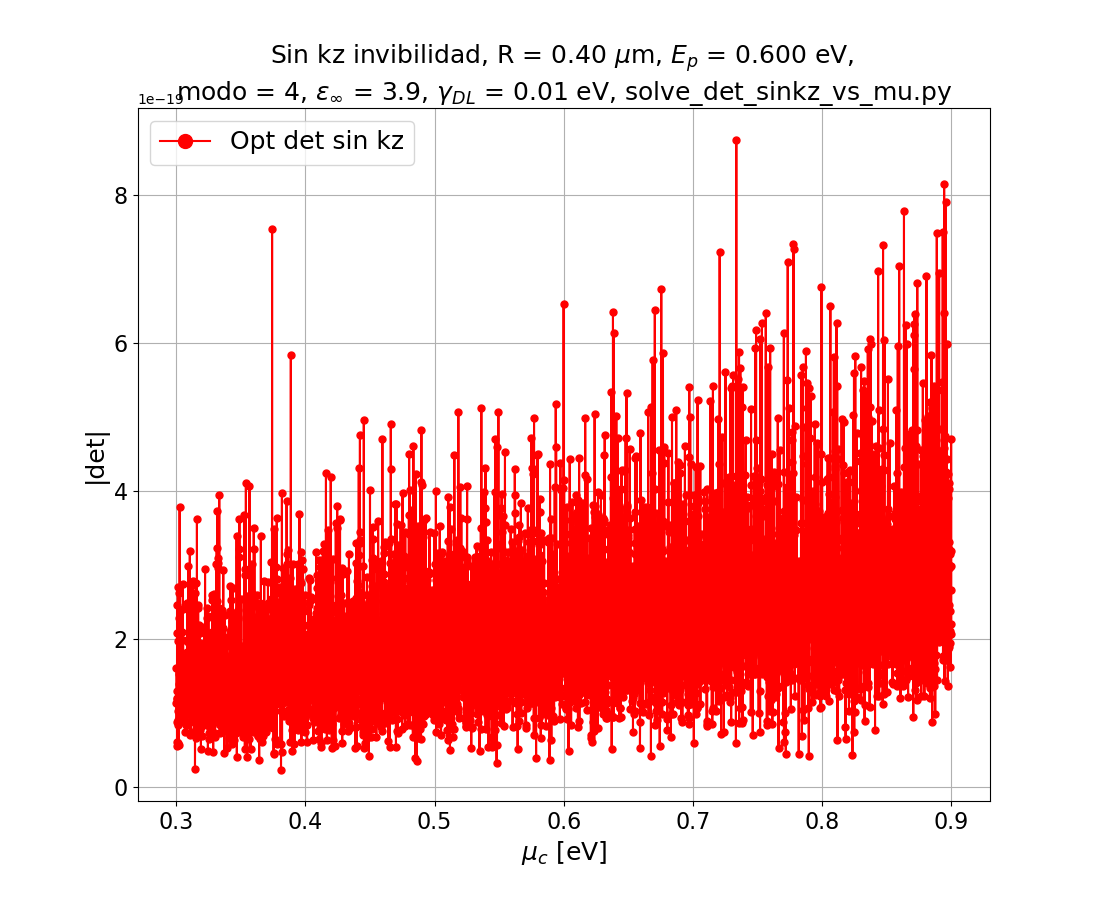 Sin kz invibilidad, R = 0.40 μm, E_p = 0.600 eV,
modo = 4, ε_∞ = 3.9, γ_DL = 0.01 eV, solve_det_sinkz_vs_mu.py
1e−19
Opt det sin kz
8
6
4
2
0
|det|
0.3 0.4 0.5 0.6 0.7 0.8 0.9
μ_c [eV]